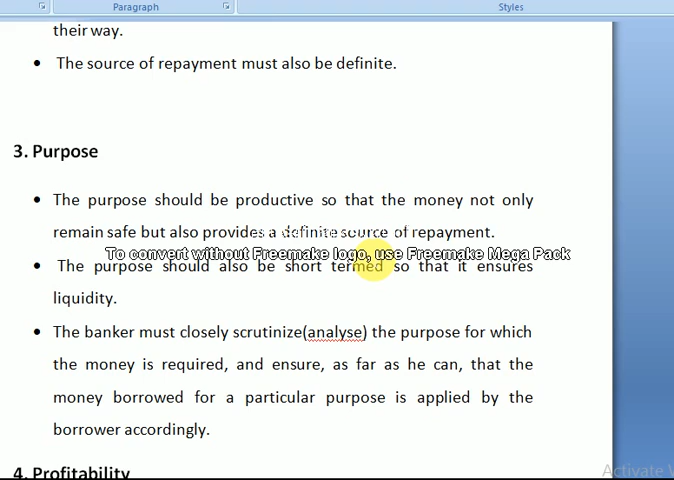 Paragraph
Styles
their way.
• The source of repayment must also be definite.
3. Purpose
• The purpose should be productive so that the money not only
remain safe but also provides a definite source of repayment.
To convert without Freemake logo, use Freemake Mega Pack
• The purpose should also be short termed so that it ensures
liquidity.
• The banker must closely scrutinize(analyse) the purpose for which
the money is required, and ensure, as far as he can, that the
money borrowed for a particular purpose is applied by the
borrower accordingly.
4. Profitability
Activate